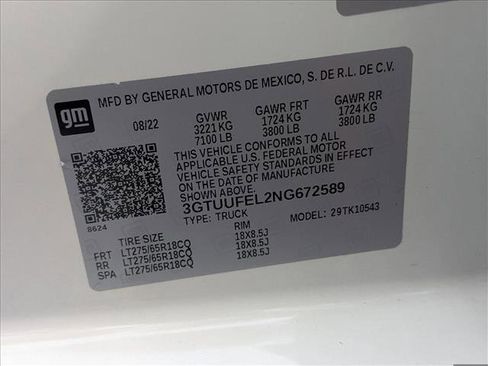 gm
MFD BY GENERAL MOTORS DE MEXICO, S. DE R.L. DE C.V.
08/22 GVWR GAWR FRT GAWR RR
3221 KG 1724 KG 1724 KG
7100 LB 3800 LB 3800 LB
THIS VEHICLE CONFORMS TO ALL
APPLICABLE U.S. FEDERAL MOTOR
VEHICLE SAFETY STANDARDS IN EFFECT
ON THE DATE OF MANUFACTURE SHOWN ABOVE.
3GTUUFEL2NG672589
TYPE: TRUCK MODEL: 29TK10543
8624
TIRE SIZE RIM
FRT LT275/65R18CQ 18X8.5J
RR LT275/65R18CQ 18X8.5J
SPA LT275/65R18CQ 18X8.5J